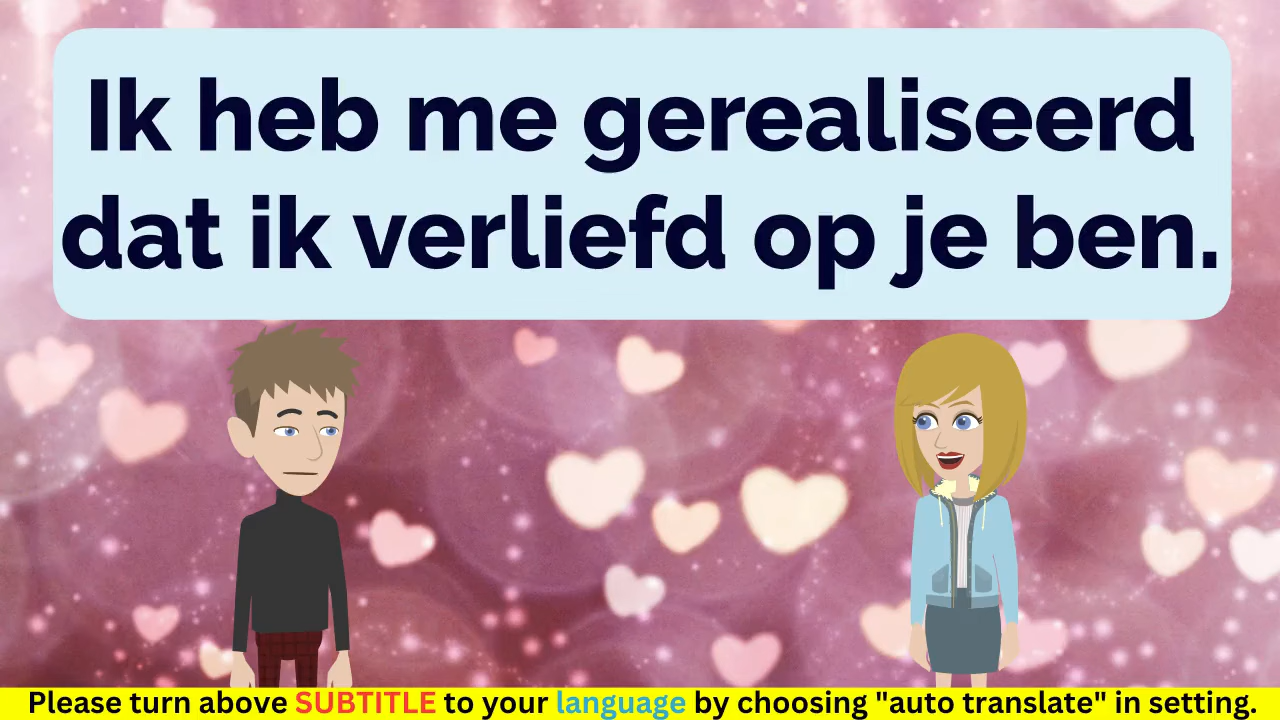 Ik heb me gerealiseerd
dat ik verliefd op je ben.
Please turn above SUBTITLE to your language by choosing "auto translate" in setting.